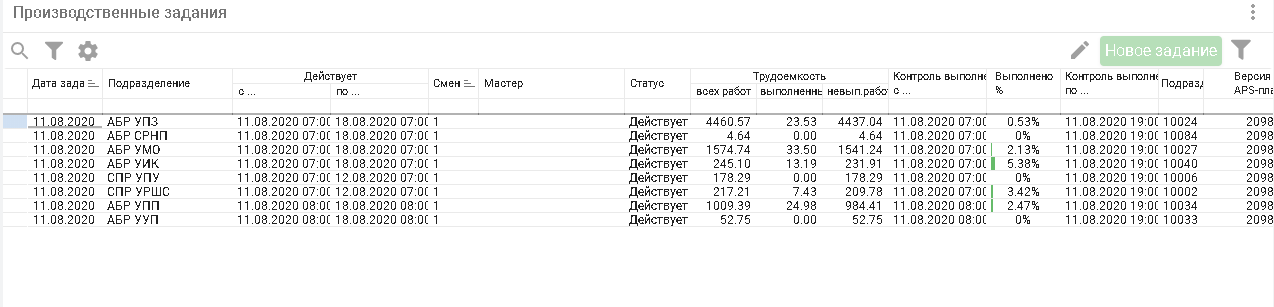 Производственные задания
Новое задание
Дата зада Подразделение Действует Смен Мастер Статус Трудоемкость Контроль выполне Выполнено Контроль выполне Подразд Версия
с ... по ... всех работ выполненны невып.работ с ... % по ... APS-пла
11.08.2020 АБР УПЗ 11.08.2020 07:00 18.08.2020 07:00 1 Действует 4460.57 23.53 4437.04 11.08.2020 07:00 0.53% 11.08.2020 19:00 10024 2098
11.08.2020 АБР СРНП 11.08.2020 07:00 18.08.2020 07:00 1 Действует 4.64 0.00 4.64 11.08.2020 07:00 0% 11.08.2020 19:00 10084 2098
11.08.2020 АБР УМО 11.08.2020 07:00 18.08.2020 07:00 1 Действует 1574.74 33.50 1541.24 11.08.2020 07:00 2.13% 11.08.2020 19:00 10027 2098
11.08.2020 АБР УИК 11.08.2020 07:00 18.08.2020 07:00 1 Действует 245.10 13.19 231.91 11.08.2020 07:00 5.38% 11.08.2020 19:00 10040 2098
11.08.2020 СПР УПУ 11.08.2020 07:00 12.08.2020 07:00 1 Действует 178.29 0.00 178.29 11.08.2020 07:00 0% 11.08.2020 19:00 10006 2098
11.08.2020 СПР УРШС 11.08.2020 07:00 12.08.2020 07:00 1 Действует 217.21 7.43 209.78 11.08.2020 07:00 3.42% 11.08.2020 19:00 10002 2098
11.08.2020 АБР УПП 11.08.2020 08:00 18.08.2020 08:00 1 Действует 1009.39 24.98 984.41 11.08.2020 08:00 2.47% 11.08.2020 19:00 10034 2098
11.08.2020 АБР УУП 11.08.2020 08:00 18.08.2020 08:00 1 Действует 52.75 0.00 52.75 11.08.2020 08:00 0% 11.08.2020 19:00 10033 2098